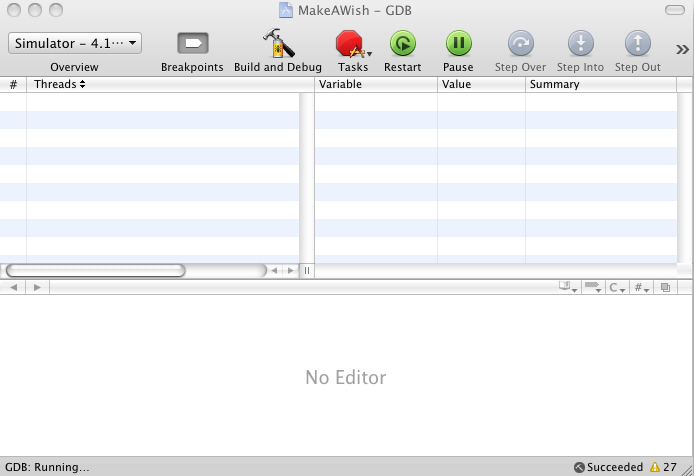 MakeAWish – GDB
Simulator – 4.1...
Overview
Breakpoints
Build and Debug
Tasks
Restart
Pause
Step Over
Step Into
Step Out
»
# Threads
Variable Value Summary
C
#
No Editor
GDB: Running...
Succeeded 27